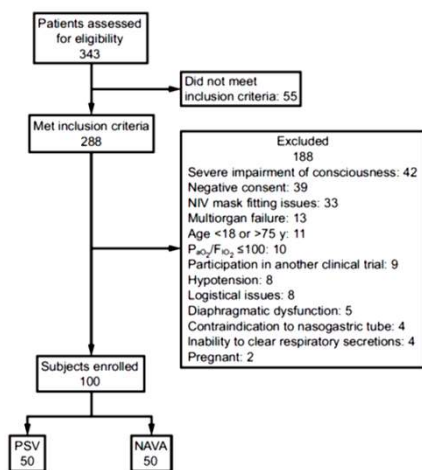 Patients assessed
for eligibility
343
Did not meet
inclusion criteria: 55
Met inclusion criteria
288
Excluded
188
Severe impairment of consciousness: 42
Negative consent: 39
NIV mask fitting issues: 33
Multiorgan failure: 13
Age <18 or >75 y: 11
PaO2/FIO2 ≤100: 10
Participation in another clinical trial: 9
Hypotension: 8
Logistical issues: 8
Diaphragmatic dysfunction: 5
Contraindication to nasogastric tube: 4
Inability to clear respiratory secretions: 4
Pregnant: 2
Subjects enrolled
100
PSV
50
NAVA
50